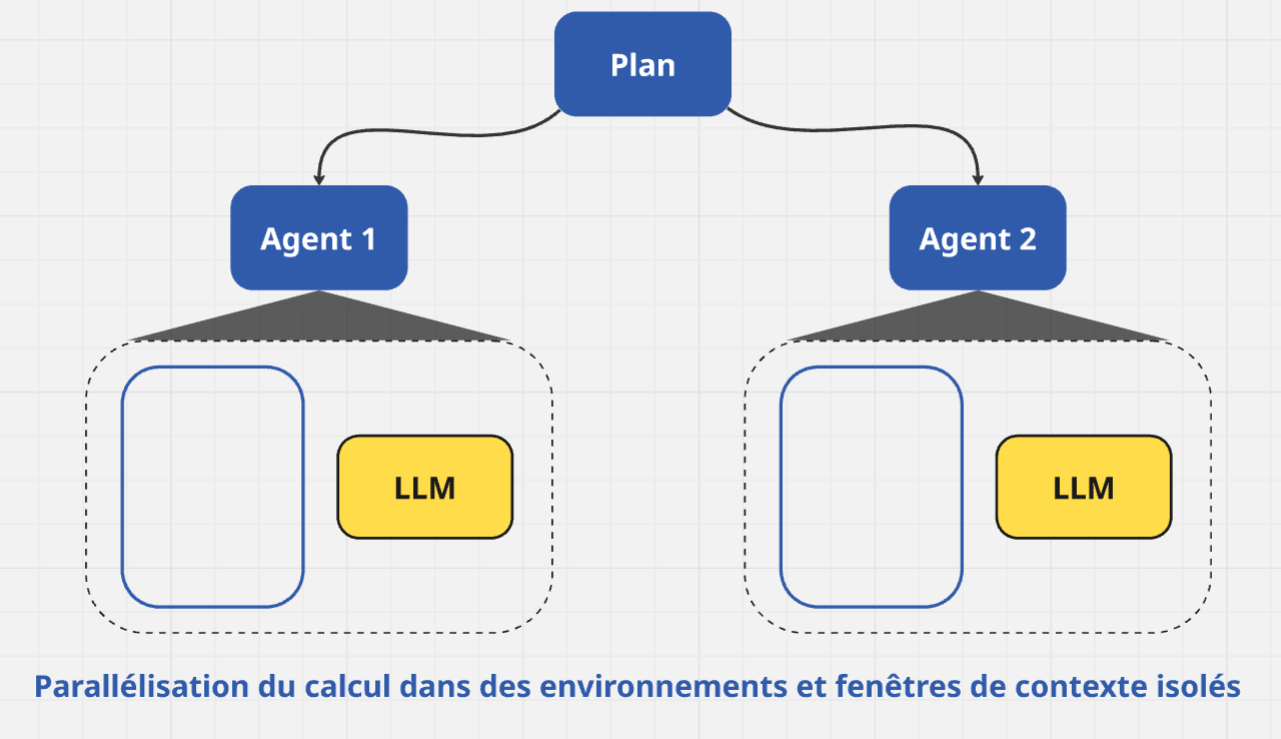 Plan
Agent 1
Agent 2
LLM
LLM
Parallélisation du calcul dans des environnements et fenêtres de contexte isolés